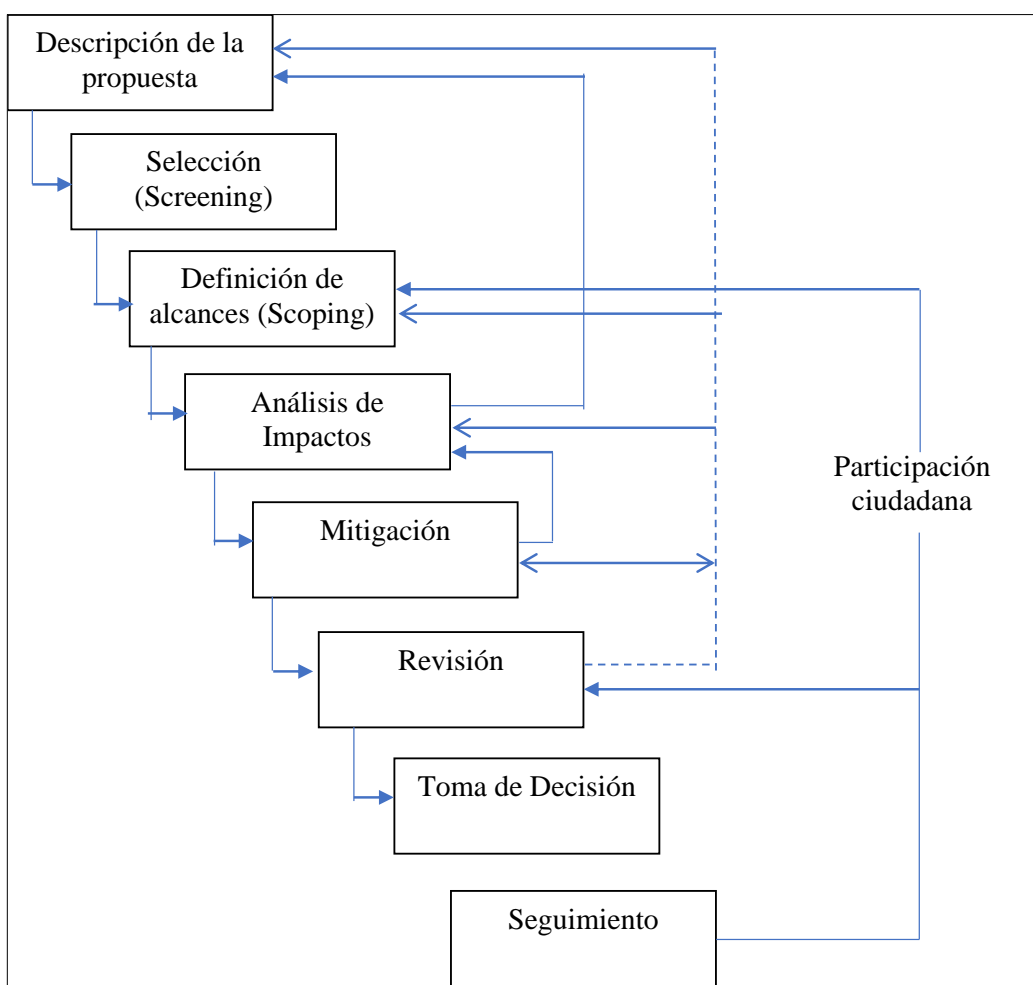 Descripción de la
propuesta
Selección
(Screening)
Definición de
alcances (Scoping)
Análisis de
Impactos
Participación
ciudadana
Mitigación
Revisión
Toma de Decisión
Seguimiento